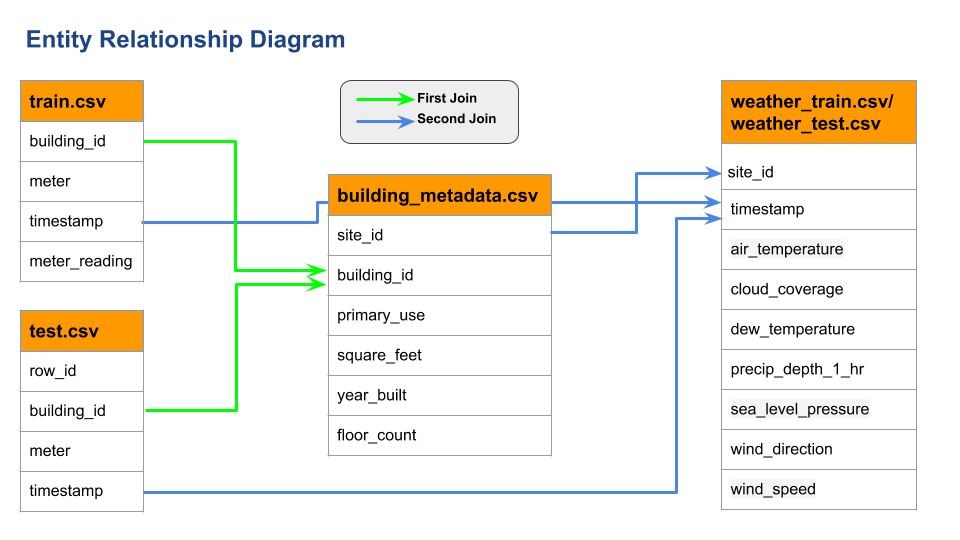 Entity Relationship Diagram
train.csv
building_id
meter
timestamp
meter_reading
test.csv
row_id
building_id
meter
timestamp
First Join
Second Join
building_metadata.csv
site_id
building_id
primary_use
square_feet
year_built
floor_count
weather_train.csv/
weather_test.csv
site_id
timestamp
air_temperature
cloud_coverage
dew_temperature
precip_depth_1_hr
sea_level_pressure
wind_direction
wind_speed